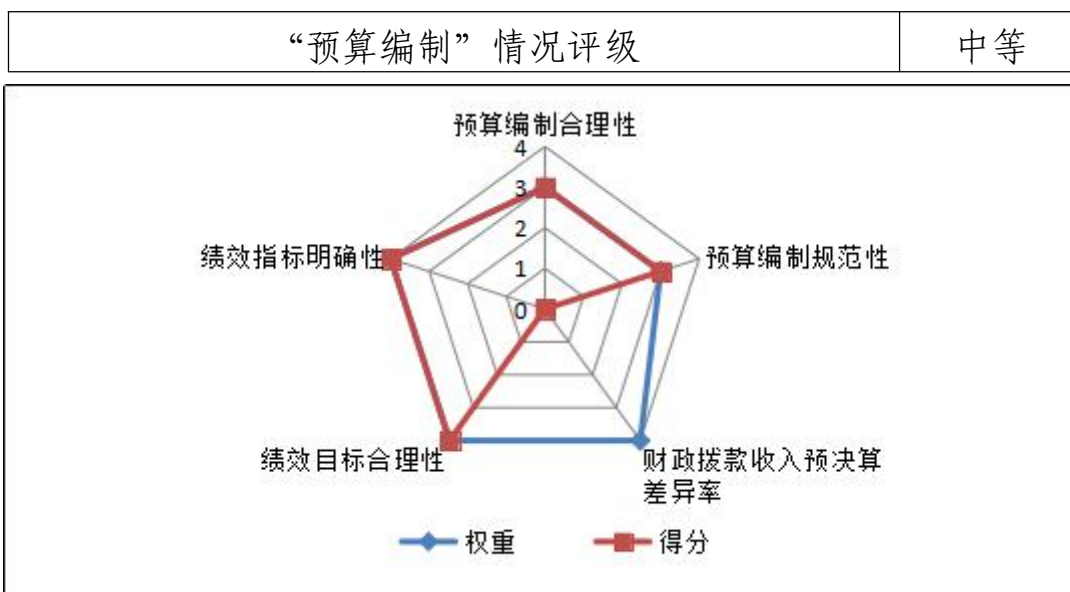 “预算编制”情况评级 中等
预算编制合理性
4
3
2
1
0
预算编制规范性
绩效指标明确性
绩效目标合理性
财政拨款收入预决算
差异率
权重 得分